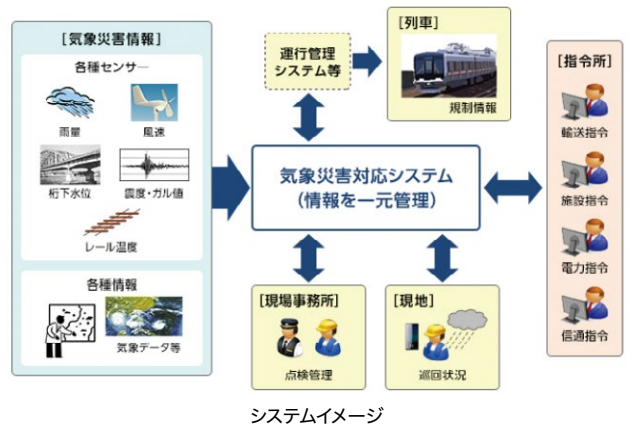 [気象災害情報]
各種センサー
雨量
風速
桁下水位
震度・ガル値
レール温度
各種情報
気象データ等
運行管理
システム等
[列車]
規制情報
気象災害対応システム
(情報を一元管理)
[現場事務所]
点検管理
[現地]
巡回状況
[指令所]
輸送指令
施設指令
電力指令
信通指令
システムイメージ